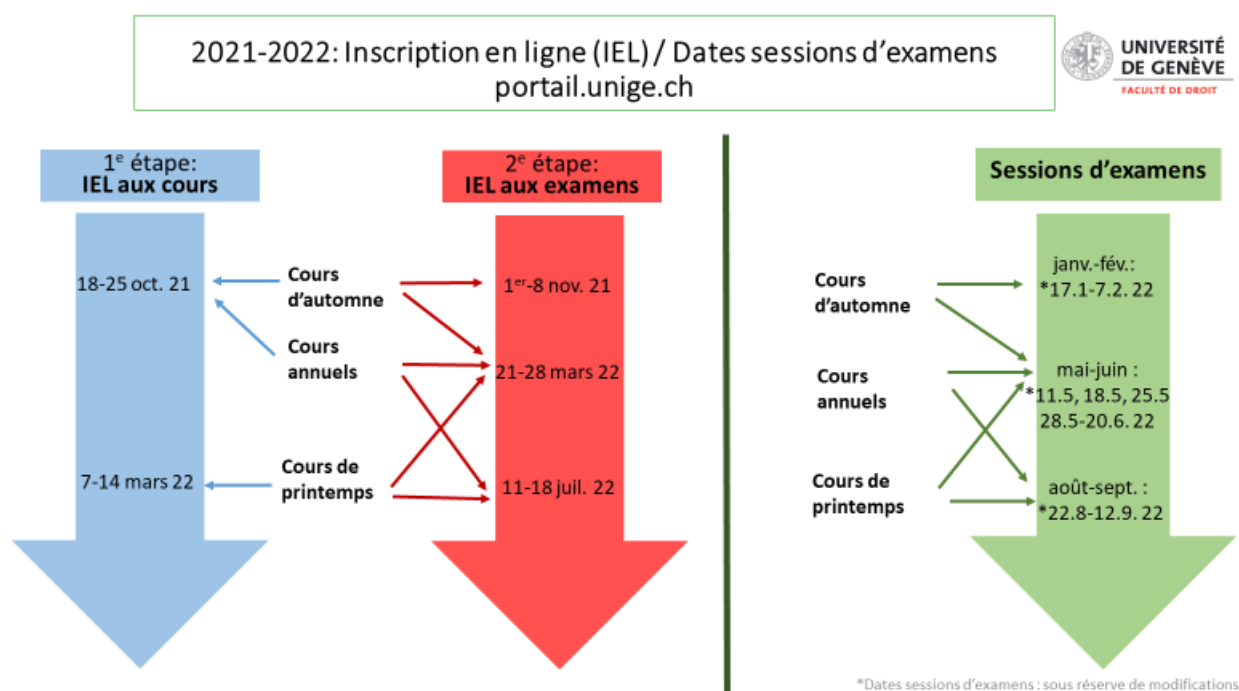 2021-2022: Inscription en ligne (IEL) / Dates sessions d'examens
portail.unige.ch
UNIVERSITÉ
DE GENÈVE
FACULTÉ DE DROIT
1e étape:
IEL aux cours
18-25 oct. 21
7-14 mars 22
Cours
d'automne
Cours
annuels
Cours de
printemps
2e étape:
IEL aux examens
1er-8 nov. 21
21-28 mars 22
11-18 juil. 22
Cours
d'automne
Cours
annuels
Cours de
printemps
Sessions d'examens
janv.-fév.:
*17.1-7.2. 22
mai-juin :
*11.5, 18.5, 25.5
28.5-20.6. 22
août-sept. :
*22.8-12.9. 22
*Dates sessions d'examens : sous réserve de modifications